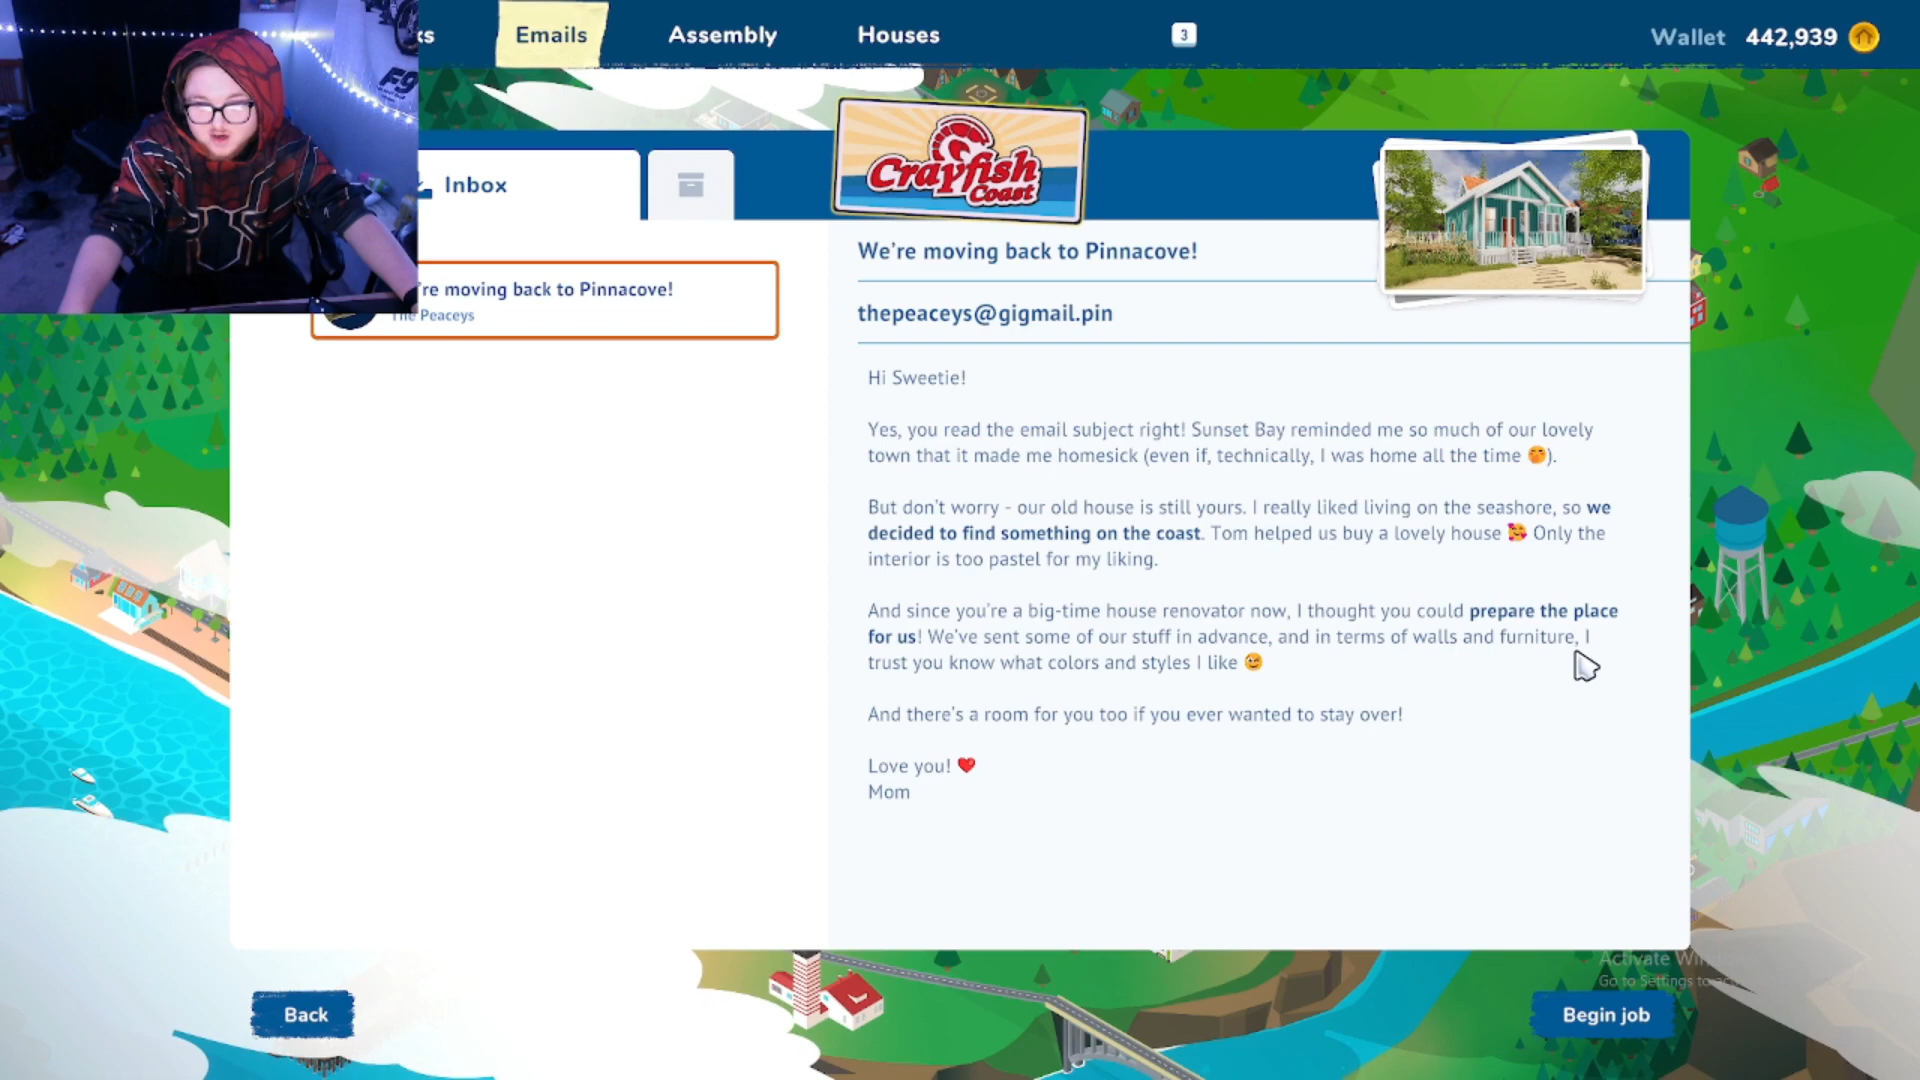 ks
Emails
Assembly
Houses
3
Wallet 442,939
F9
Inbox
Crayfish
Coast
We're moving back to Pinnacove!
're moving back to Pinnacove!
The Peaceys
thepeaceys@gigmail.pin
Hi Sweetie!
Yes, you read the email subject right! Sunset Bay reminded me so much of our lovely
town that it made me homesick (even if, technically, I was home all the time 🤭).
But don't worry - our old house is still yours. I really liked living on the seashore, so we
decided to find something on the coast. Tom helped us buy a lovely house 🥰 Only the
interior is too pastel for my liking.
And since you're a big-time house renovator now, I thought you could prepare the place
for us! We've sent some of our stuff in advance, and in terms of walls and furniture, I
trust you know what colors and styles I like 😉
And there's a room for you too if you ever wanted to stay over!
Love you! ❤️
Mom
Activate
Go to Settings to
Back
Begin job